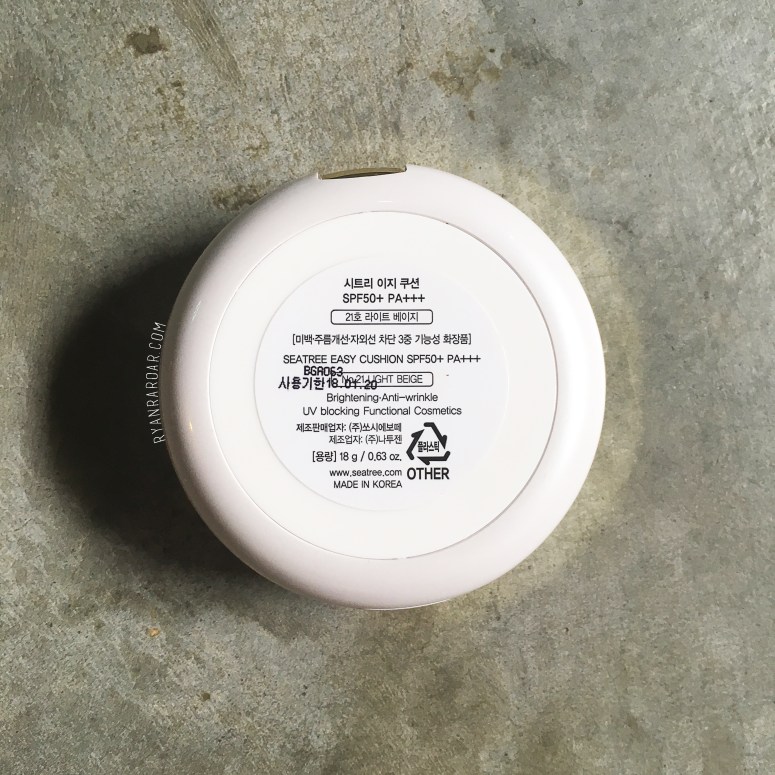 시트리 이지 쿠션
SPF50+ PA+++
21호 라이트 베이지
[미백·주름개선·자외선 차단 3중 기능성 화장품]
SEATREE EASY CUSHION SPF50+ PA+++
BGA063
No.21 LIGHT BEIGE
사용기한18.01.20
Brightening·Anti-wrinkle
UV blocking Functional Cosmetics
제조판매업자: (주)쏘시에보떼
제조업자: (주)나투젠
[용량] 18 g / 0,63 oz.
www.seatree.com
MADE IN KOREA
플라스틱
OTHER
RYANRAROAR.COM